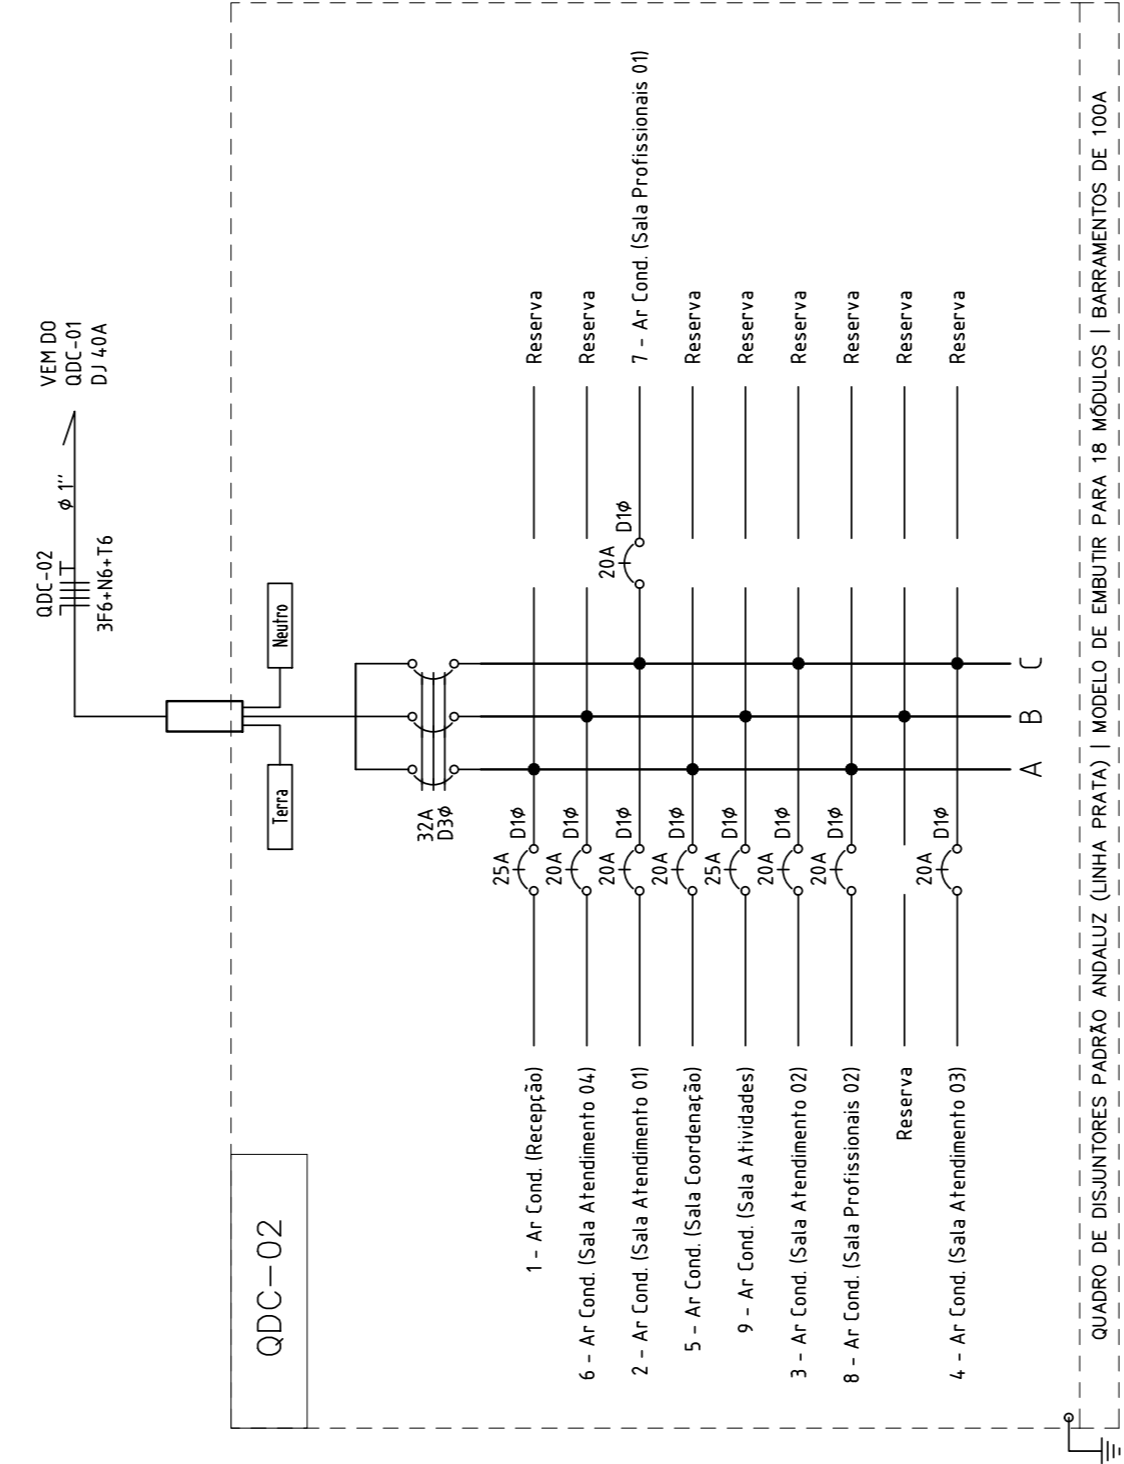 VEM DO
QDC-01
DJ 40A
QDC-02
ø 1"
3F6+N6+T6
QDC-02
Neutro
Terra
32A
D3ø
25A
D1ø
1 - Ar Cond. (Recepção)
Reserva
20A
D1ø
6 - Ar Cond. (Sala Atendimento 04)
Reserva
20A
D1ø
2 - Ar Cond. (Sala Atendimento 01)
20A
D1ø
7 - Ar Cond. (Sala Profissionais 01)
20A
D1ø
5 - Ar Cond. (Sala Coordenação)
Reserva
25A
D1ø
9 - Ar Cond. (Sala Atividades)
Reserva
20A
D1ø
3 - Ar Cond. (Sala Atendimento 02)
Reserva
20A
D1ø
8 - Ar Cond. (Sala Profissionais 02)
Reserva
Reserva
Reserva
20A
D1ø
4 - Ar Cond. (Sala Atendimento 03)
Reserva
A
B
C
QUADRO DE DISJUNTORES PADRÃO ANDALUZ (LINHA PRATA) | MODELO DE EMBUTIR PARA 18 MÓDULOS | BARRAMENTOS DE 100A